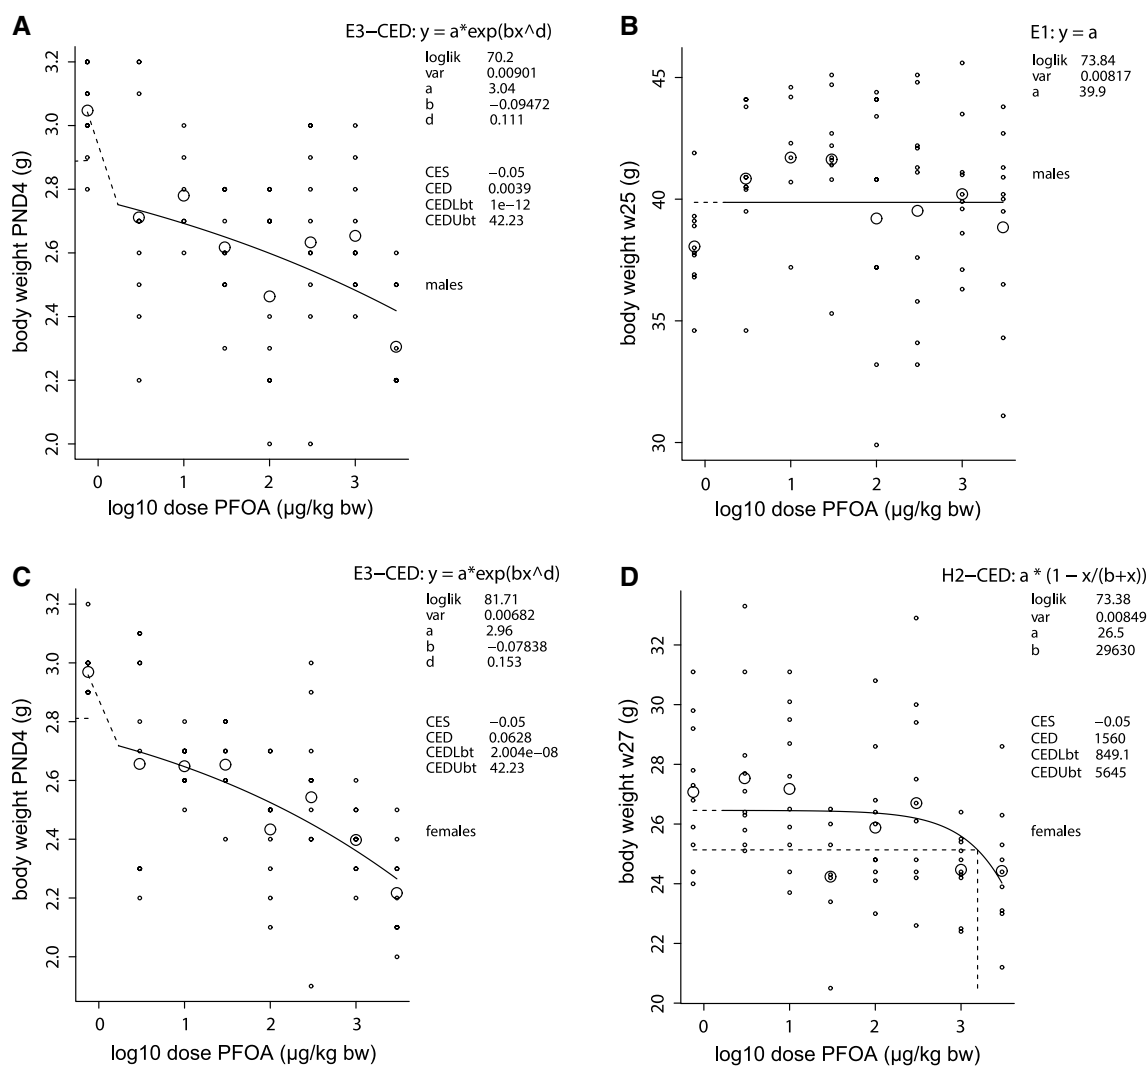 A
E3−CED: y = a*exp(bx^d)
loglik 70.2
var 0.00901
a 3.04
b −0.09472
d 0.111
CES −0.05
CED 0.0039
CEDLbt 1e−12
CEDUbt 42.23
males
body weight PND4 (g)
2.0 2.2 2.4 2.6 2.8 3.0 3.2
0 1 2 3
log10 dose PFOA (µg/kg bw)
B
E1: y = a
loglik 73.84
var 0.00817
a 39.9
males
body weight w25 (g)
30 35 40 45
0 1 2 3
log10 dose PFOA (µg/kg bw)
C
E3−CED: y = a*exp(bx^d)
loglik 81.71
var 0.00682
a 2.96
b −0.07838
d 0.153
CES −0.05
CED 0.0628
CEDLbt 2.004e−08
CEDUbt 42.23
females
body weight PND4 (g)
2.0 2.2 2.4 2.6 2.8 3.0 3.2
0 1 2 3
log10 dose PFOA (µg/kg bw)
D
H2−CED: a * (1 − x/(b+x))
loglik 73.38
var 0.00849
a 26.5
b 29630
CES −0.05
CED 1560
CEDLbt 849.1
CEDUbt 5645
females
body weight w27 (g)
20 22 24 26 28 30 32
0 1 2 3
log10 dose PFOA (µg/kg bw)